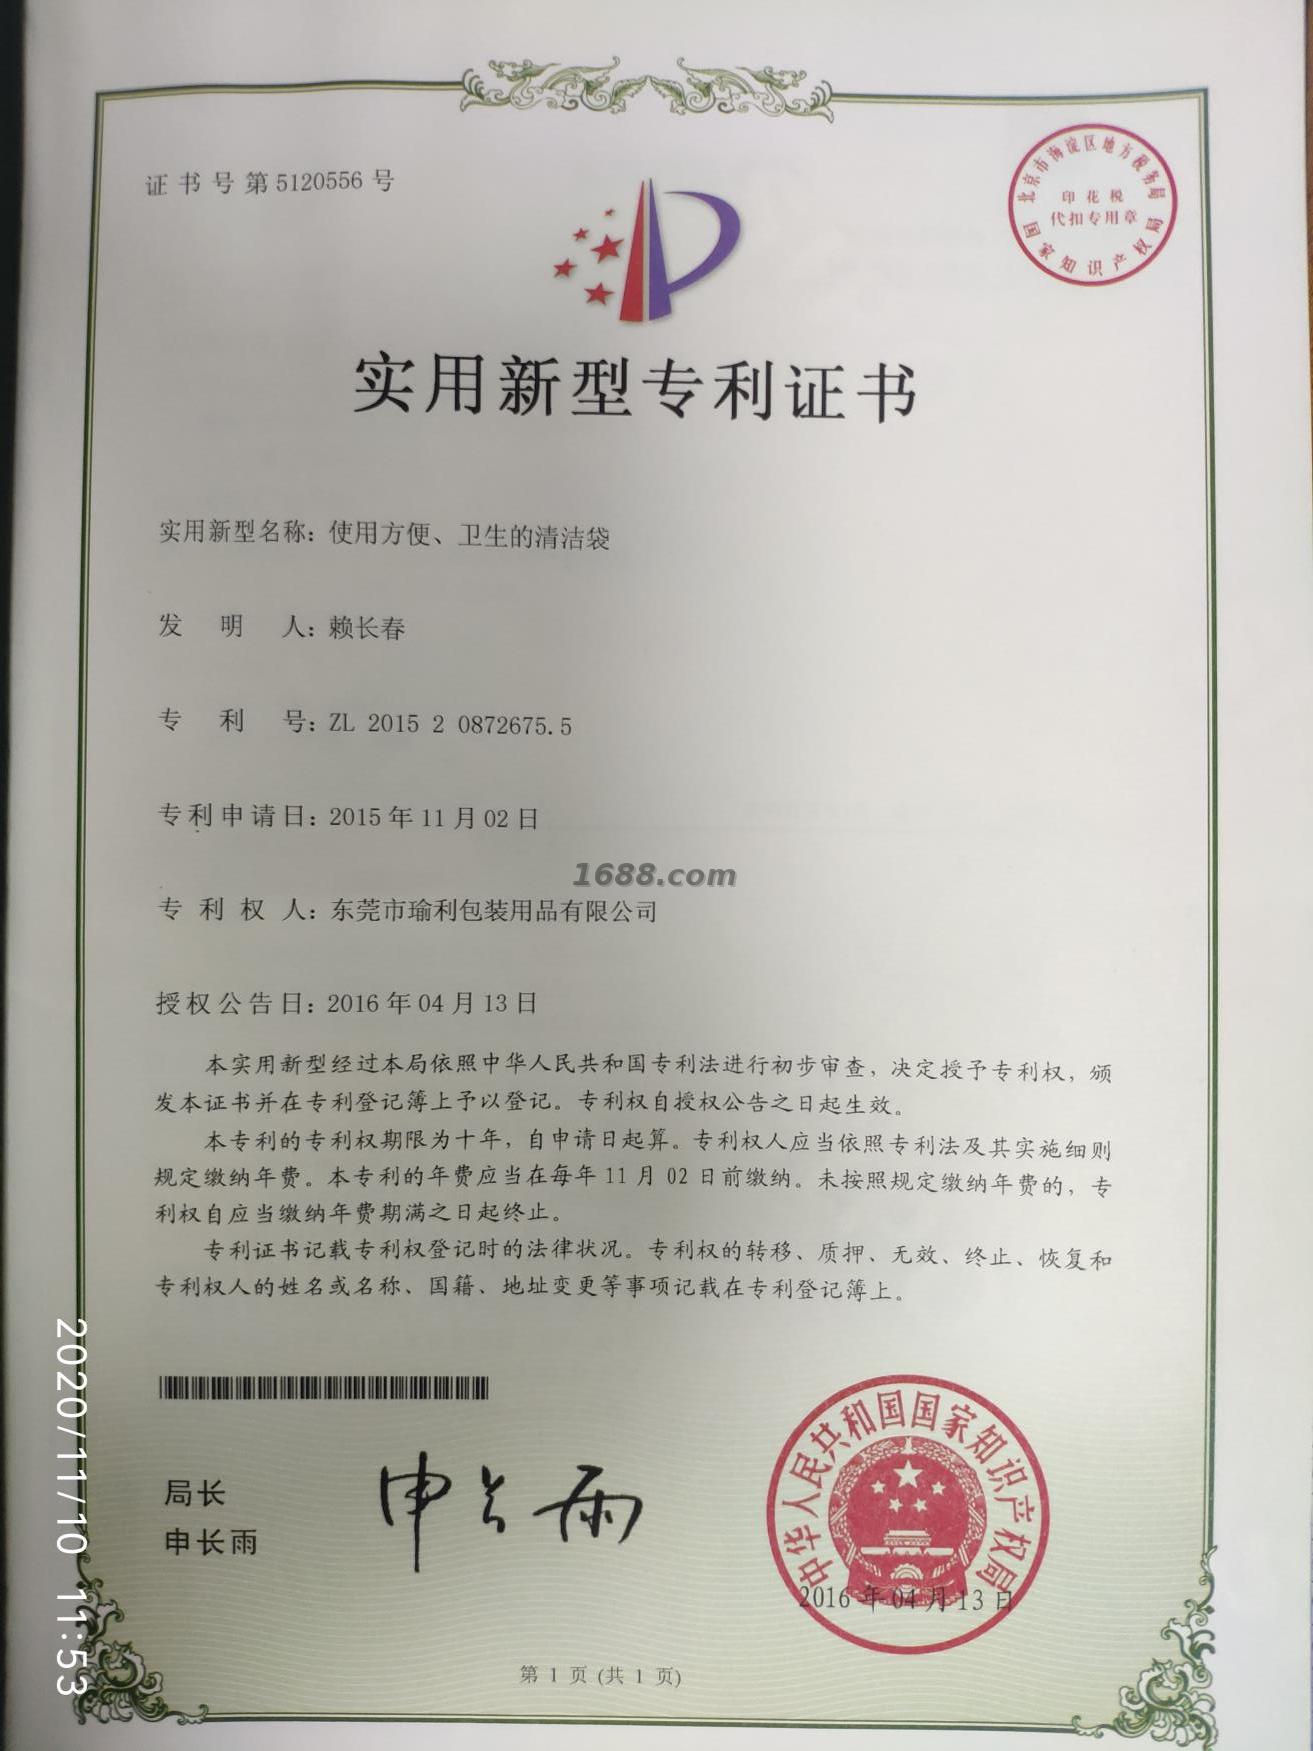 证书号第5120556号
北京市海淀区地方税务局
印花税
代扣专用章
国家知识产权局
实用新型专利证书
实用新型名称：使用方便、卫生的清洁袋
发明人：赖长春
专利号：ZL 2015 2 0872675.5
专利申请日：2015年11月02日
1688.com
专利权人：东莞市瑜利包装用品有限公司
授权公告日：2016年04月13日
本实用新型经过本局依照中华人民共和国专利法进行初步审查，决定授予专利权，颁
发本证书并在专利登记簿上予以登记。专利权自授权公告之日起生效。
本专利的专利权期限为十年，自申请日起算。专利权人应当依照专利法及其实施细则
规定缴纳年费。本专利的年费应当在每年11月02日前缴纳。未按照规定缴纳年费的，专
利权自应当缴纳年费期满之日起终止。
专利证书记载专利权登记时的法律状况。专利权的转移、质押、无效、终止、恢复和
专利权人的姓名或名称、国籍、地址变更等事项记载在专利登记簿上。
局长
申长雨
申长雨
中华人民共和国国家知识产权局
2016年04月13日
第1页(共1页)
2020/11/10 11:53